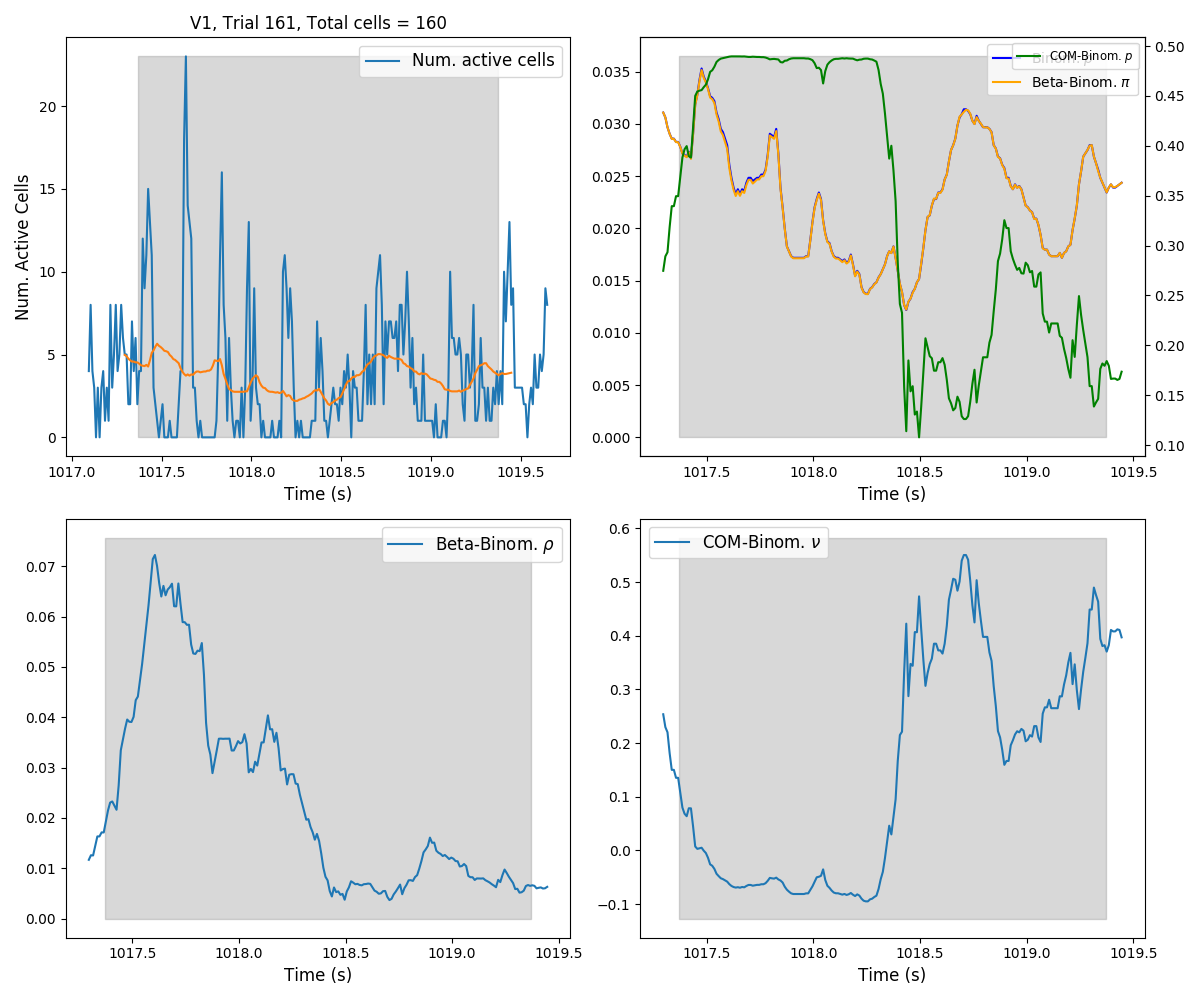 V1, Trial 161, Total cells = 160
Num. active cells
Num. Active Cells
20
15
10
5
0
1017.0 1017.5 1018.0 1018.5 1019.0 1019.5
Time (s)
COM-Binom. p
Beta-Binom. π
0.035
0.030
0.025
0.020
0.015
0.010
0.005
0.000
0.50
0.45
0.40
0.35
0.30
0.25
0.20
0.15
0.10
1017.5 1018.0 1018.5 1019.0 1019.5
Time (s)
Beta-Binom. ρ
0.07
0.06
0.05
0.04
0.03
0.02
0.01
0.00
1017.5 1018.0 1018.5 1019.0 1019.5
Time (s)
COM-Binom. ν
0.6
0.5
0.4
0.3
0.2
0.1
0.0
−0.1
1017.5 1018.0 1018.5 1019.0 1019.5
Time (s)